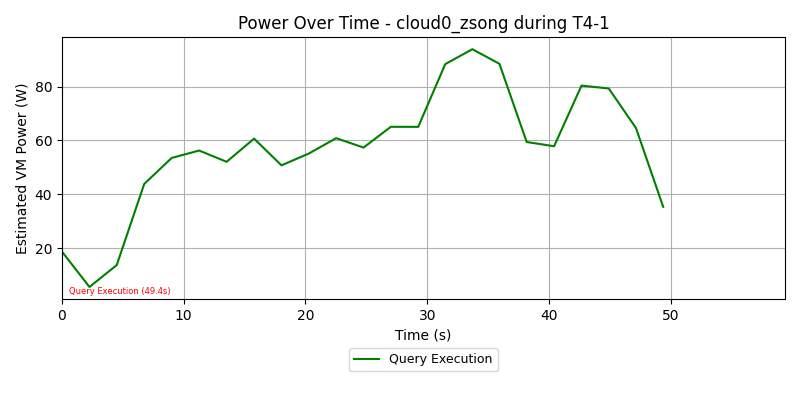 Power Over Time - cloud0_zsong during T4-1
Estimated VM Power (W)
80
60
40
20
Query Execution (49.4s)
0 10 20 30 40 50
Time (s)
Query Execution